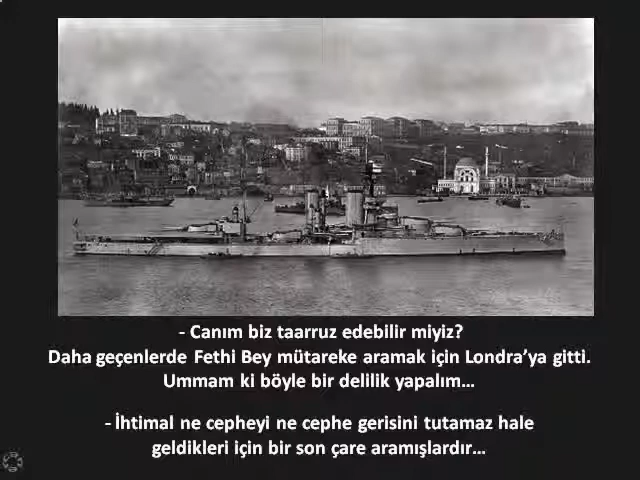 - Canım biz taarruz edebilir miyiz?
Daha geçenlerde Fethi Bey mütareke aramak için Londra’ya gitti.
Ummam ki böyle bir delilik yapalım...
- İhtimal ne cepheyi ne cephe gerisini tutamaz hale
geldikleri için bir son çare aramışlardır...